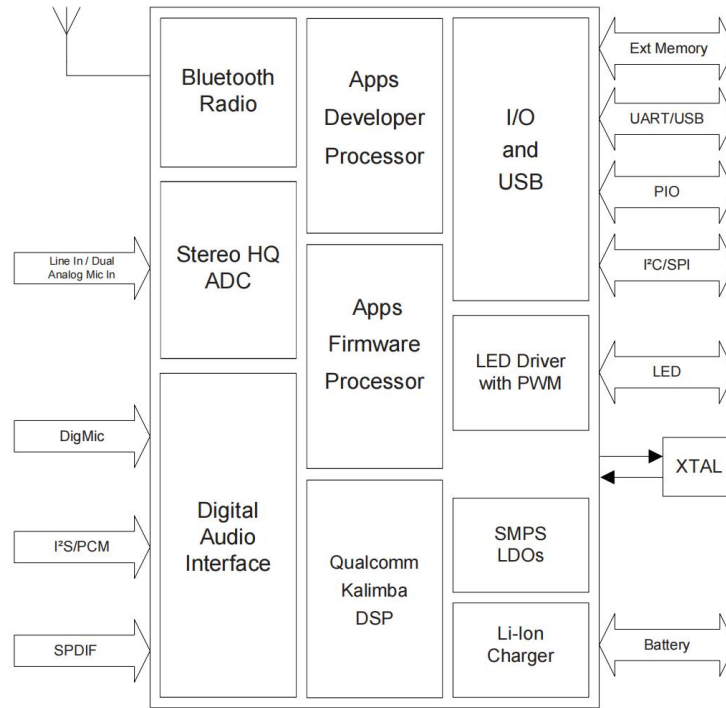 Bluetooth
Radio
Apps
Developer
Processor
I/O
and
USB
Ext Memory
UART/USB
PIO
I²C/SPI
Line In / Dual
Analog Mic In
Stereo HQ
ADC
Apps
Firmware
Processor
LED Driver
with PWM
LED
DigMic
XTAL
Digital
Audio
Interface
I²S/PCM
Qualcomm
Kalimba
DSP
SMPS
LDOs
SPDIF
Li-Ion
Charger
Battery